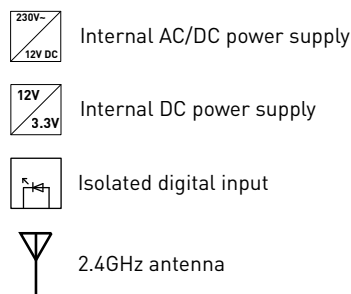 230V~
12V DC
Internal AC/DC power supply
12V
3.3V
Internal DC power supply
Isolated digital input
2.4GHz antenna